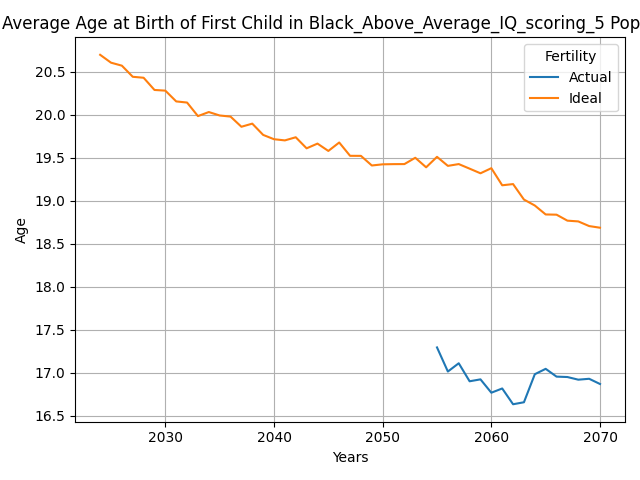 Average Age at Birth of First Child in Black_Above_Average_IQ_scoring_5 Pop
Fertility
Actual
Ideal
20.5
20.0
19.5
19.0
18.5
18.0
17.5
17.0
16.5
Age
2030 2040 2050 2060 2070
Years